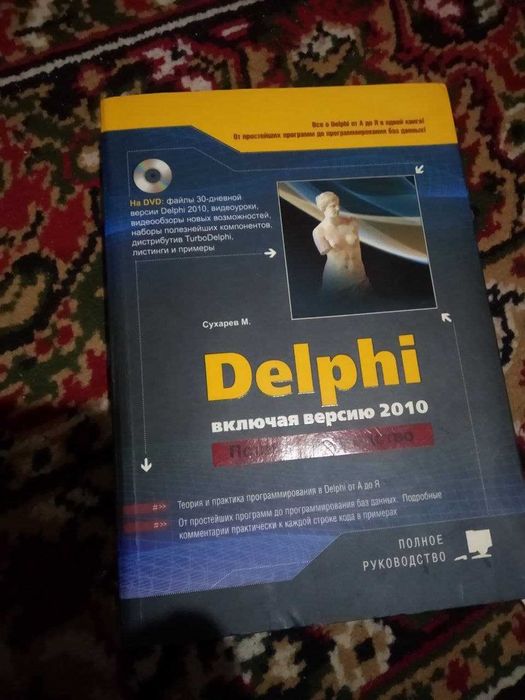 Все о Delphi от А до Я в одной книге!
От простейших программ до программирования баз данных!
На DVD: файлы 30-дневной
версии Delphi 2010, видеоуроки,
видеообзоры новых возможностей,
наборы полезнейших компонентов,
дистрибутив TurboDelphi,
листинги и примеры
Сухарев М.
Delphi
включая версию 2010
# >> Теория и практика программирования в Delphi от А до Я
# >> От простейших программ до программирования баз данных. Подробные
комментарии практически к каждой строке кода в примерах
ПОЛНОЕ
РУКОВОДСТВО